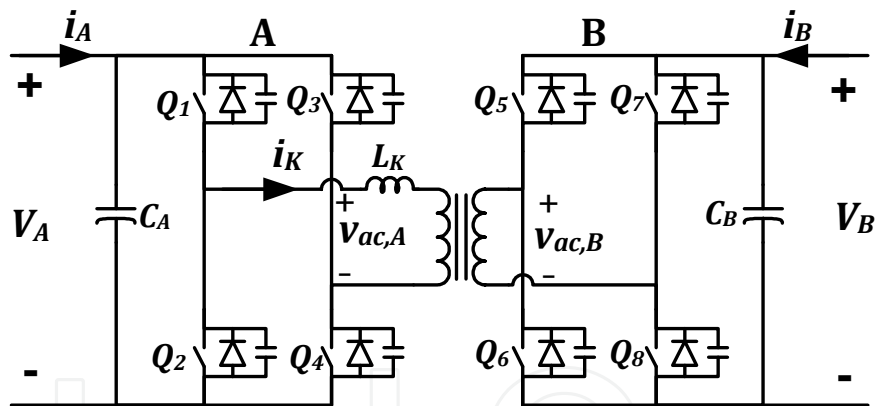 i_A A B i_B
+ +
Q_1 Q_3 Q_5 Q_7
i_K L_K
V_A C_A + v_ac,A - + v_ac,B - C_B V_B
Q_2 Q_4 Q_6 Q_8
- -